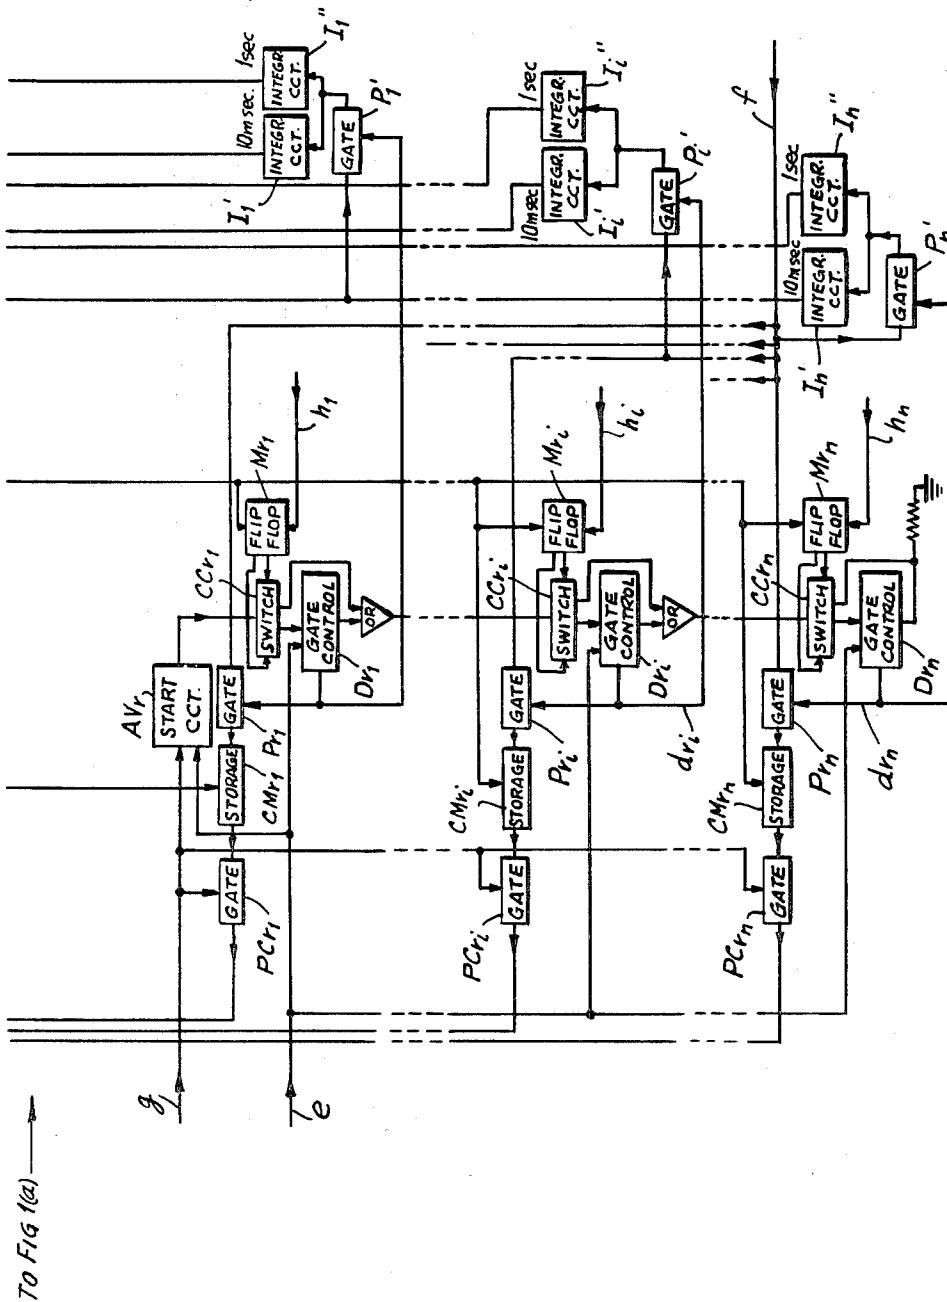 TO FIG 1(a)
g
e
AVr
START
CCT.
GATE
Pr1
STORAGE
CMr1
GATE
PCr1
CCr1
SWITCH
FLIP
FLOP
Mr1
h1
GATE
CONTROL
Dr1
OR
1sec
10msec.
INTEGR.
CCT.
I1''
INTEGR.
CCT.
I1'
GATE
P1'
GATE
Pri
STORAGE
CMri
GATE
PCri
CCri
SWITCH
FLIP
FLOP
Mri
hi
GATE
CONTROL
Dri
OR
dri
1sec
10msec
INTEGR.
CCT.
Ii''
INTEGR.
CCT.
Ii'
GATE
Pi'
f
GATE
Prn
STORAGE
CMrn
GATE
PCrn
CCrn
SWITCH
FLIP
FLOP
Mrn
hn
GATE
CONTROL
Drn
drn
1sec
10msec
INTEGR.
CCT.
In''
INTEGR.
CCT.
In'
GATE
Pn'